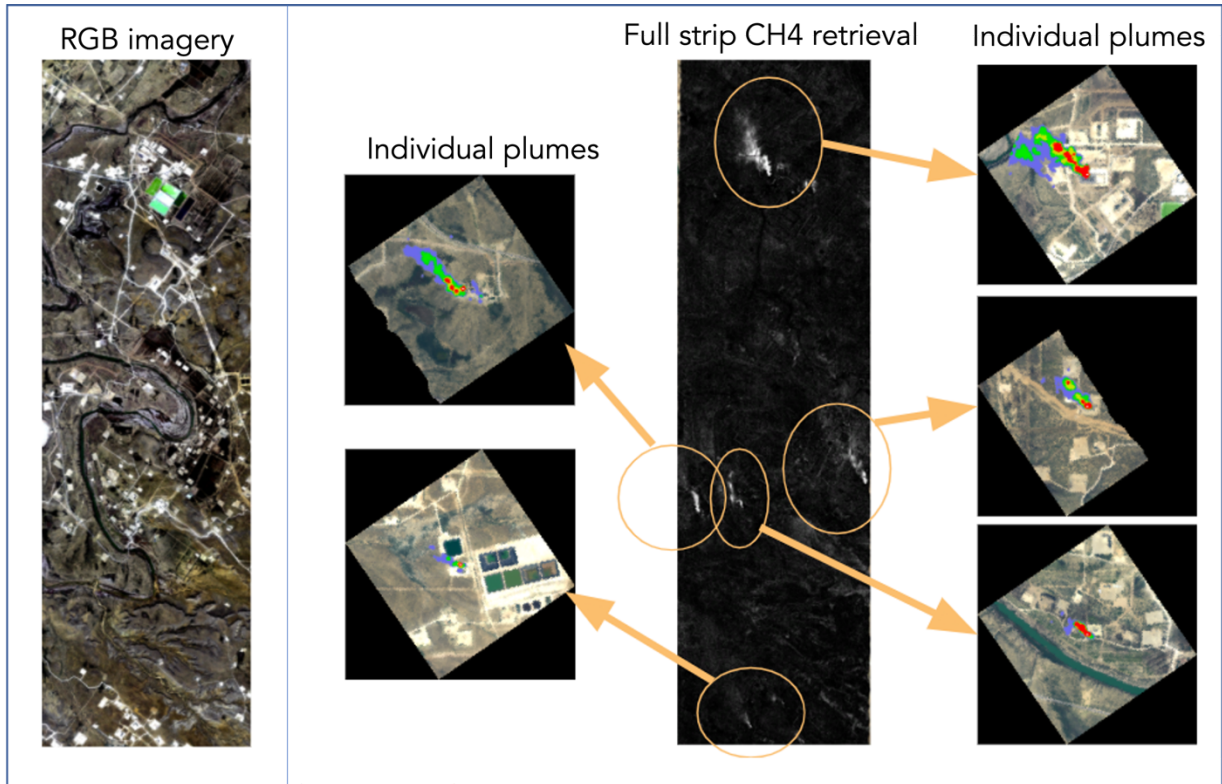 RGB imagery
Full strip CH4 retrieval
Individual plumes
Individual plumes